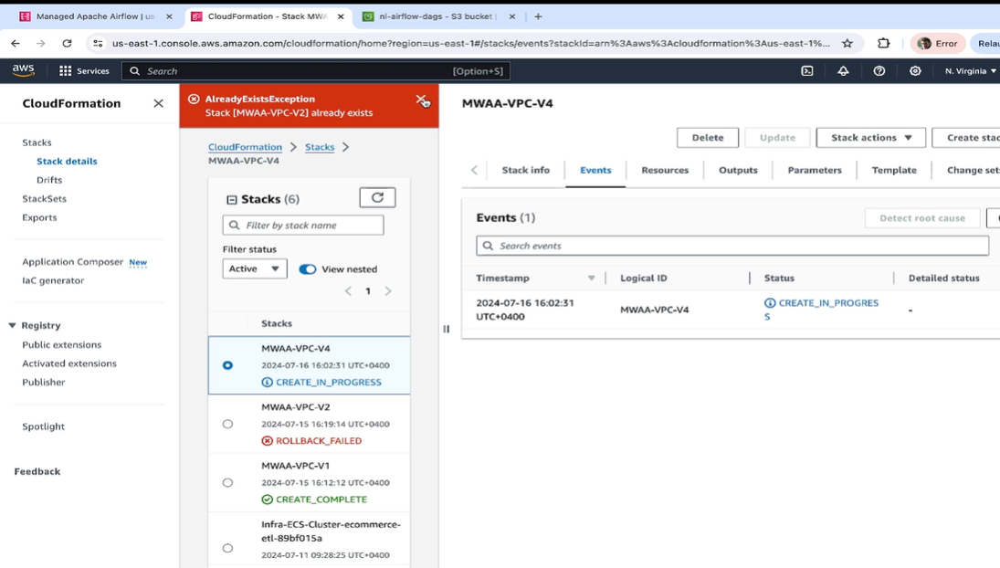 Managed Apache Airflow | us
CloudFormation - Stack MWA
nl-airflow-dags - S3 bucket |
us-east-1.console.aws.amazon.com/cloudformation/home?region=us-east-1#/stacks/events?stackId=arn%3Aaws%3Acloudformation%3Aus-east-1%...
Error
Relau
aws
Services
Search
[Option+S]
N. Virginia
CloudFormation
Stacks
Stack details
Drifts
StackSets
Exports
Application Composer New
IaC generator
Registry
Public extensions
Activated extensions
Publisher
Spotlight
Feedback
AlreadyExistsException
Stack [MWAA-VPC-V2] already exists
CloudFormation > Stacks >
MWAA-VPC-V4
Stacks (6)
Filter by stack name
Filter status
Active
View nested
1
Stacks
MWAA-VPC-V4
2024-07-16 16:02:31 UTC+0400
CREATE_IN_PROGRESS
MWAA-VPC-V2
2024-07-15 16:19:14 UTC+0400
ROLLBACK_FAILED
MWAA-VPC-V1
2024-07-15 16:12:12 UTC+0400
CREATE_COMPLETE
Infra-ECS-Cluster-ecommerce-
etl-89bf015a
2024-07-11 09:28:25 UTC+0400
MWAA-VPC-V4
Delete
Update
Stack actions
Create stac
Stack info
Events
Resources
Outputs
Parameters
Template
Change set
Events (1)
Detect root cause
Search events
Timestamp
Logical ID
Status
Detailed status
2024-07-16 16:02:31
UTC+0400
MWAA-VPC-V4
CREATE_IN_PROGRES
S
-